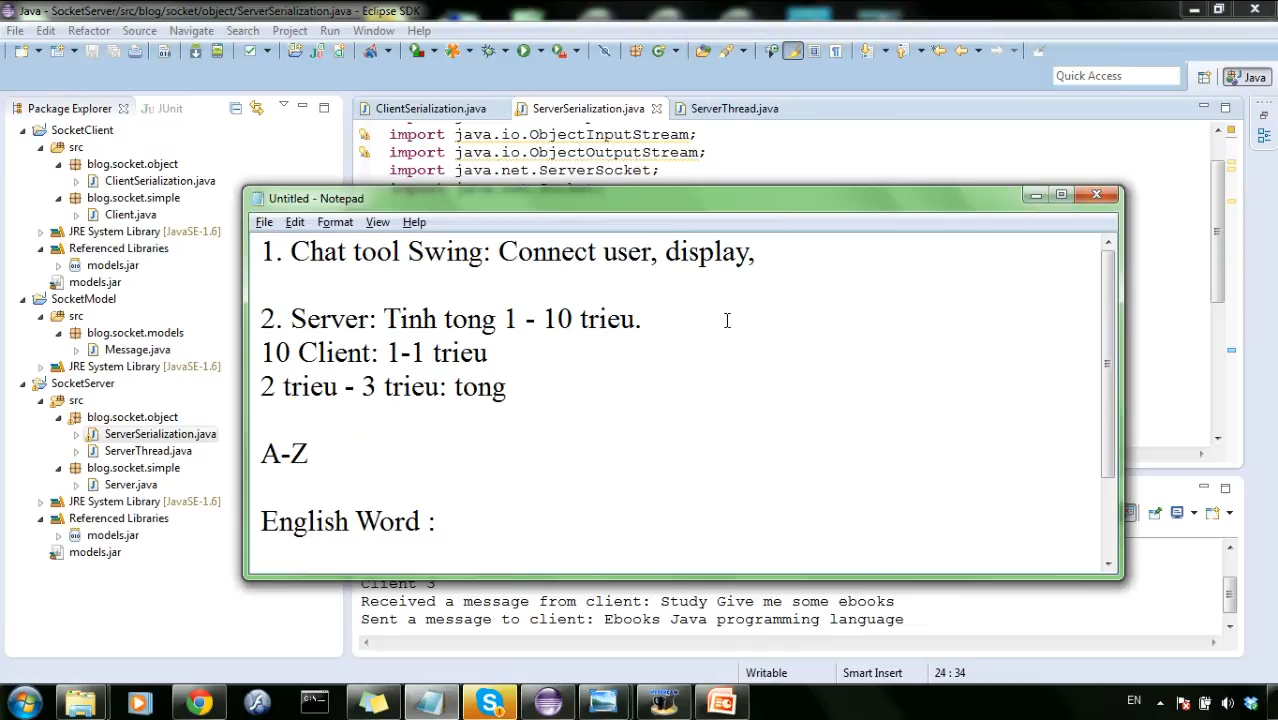 Java - SocketServer/src/blog/socket/object/ServerSerialization.java - Eclipse SDK
File Edit Refactor Source Navigate Search Project Run Window Help
Quick Access
Java
Package Explorer
JUnit
SocketClient
src
blog.socket.object
ClientSerialization.java
blog.socket.simple
Client.java
JRE System Library [JavaSE-1.6]
Referenced Libraries
models.jar
models.jar
SocketModel
src
blog.socket.models
Message.java
JRE System Library [JavaSE-1.6]
SocketServer
src
blog.socket.object
ServerSerialization.java
ServerThread.java
blog.socket.simple
Server.java
JRE System Library [JavaSE-1.6]
Referenced Libraries
models.jar
models.jar
ClientSerialization.java
ServerSerialization.java
ServerThread.java
import java.io.ObjectInputStream;
import java.io.ObjectOutputStream;
import java.net.ServerSocket;
Untitled - Notepad
File Edit Format View Help
1. Chat tool Swing: Connect user, display,
2. Server: Tinh tong 1 - 10 trieu.
10 Client: 1-1 trieu
2 trieu - 3 trieu: tong
A-Z
English Word :
Client 3
Received a message from client: Study Give me some ebooks
Sent a message to client: Ebooks Java programming language
Writable
Smart Insert
24 : 34
EN